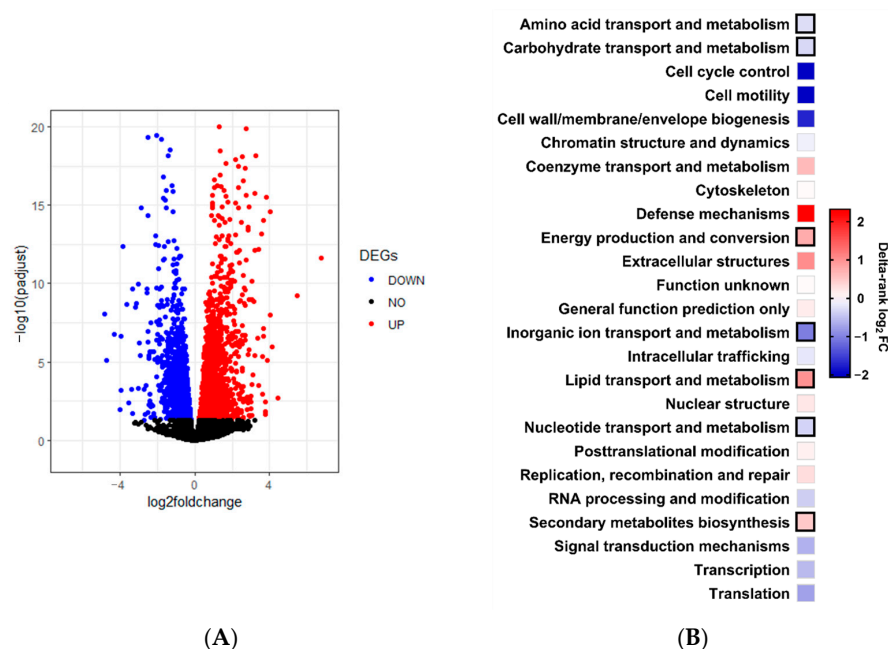 20
15
10
5
0
−4
0
4
−log10(padjust)
log2foldchange
DEGs
DOWN
NO
UP
(A)
Amino acid transport and metabolism
Carbohydrate transport and metabolism
Cell cycle control
Cell motility
Cell wall/membrane/envelope biogenesis
Chromatin structure and dynamics
Coenzyme transport and metabolism
Cytoskeleton
Defense mechanisms
Energy production and conversion
Extracellular structures
Function unknown
General function prediction only
Inorganic ion transport and metabolism
Intracellular trafficking
Lipid transport and metabolism
Nuclear structure
Nucleotide transport and metabolism
Posttranslational modification
Replication, recombination and repair
RNA processing and modification
Secondary metabolites biosynthesis
Signal transduction mechanisms
Transcription
Translation
2
1
0
−1
−2
Delta-rank log2 FC
(B)